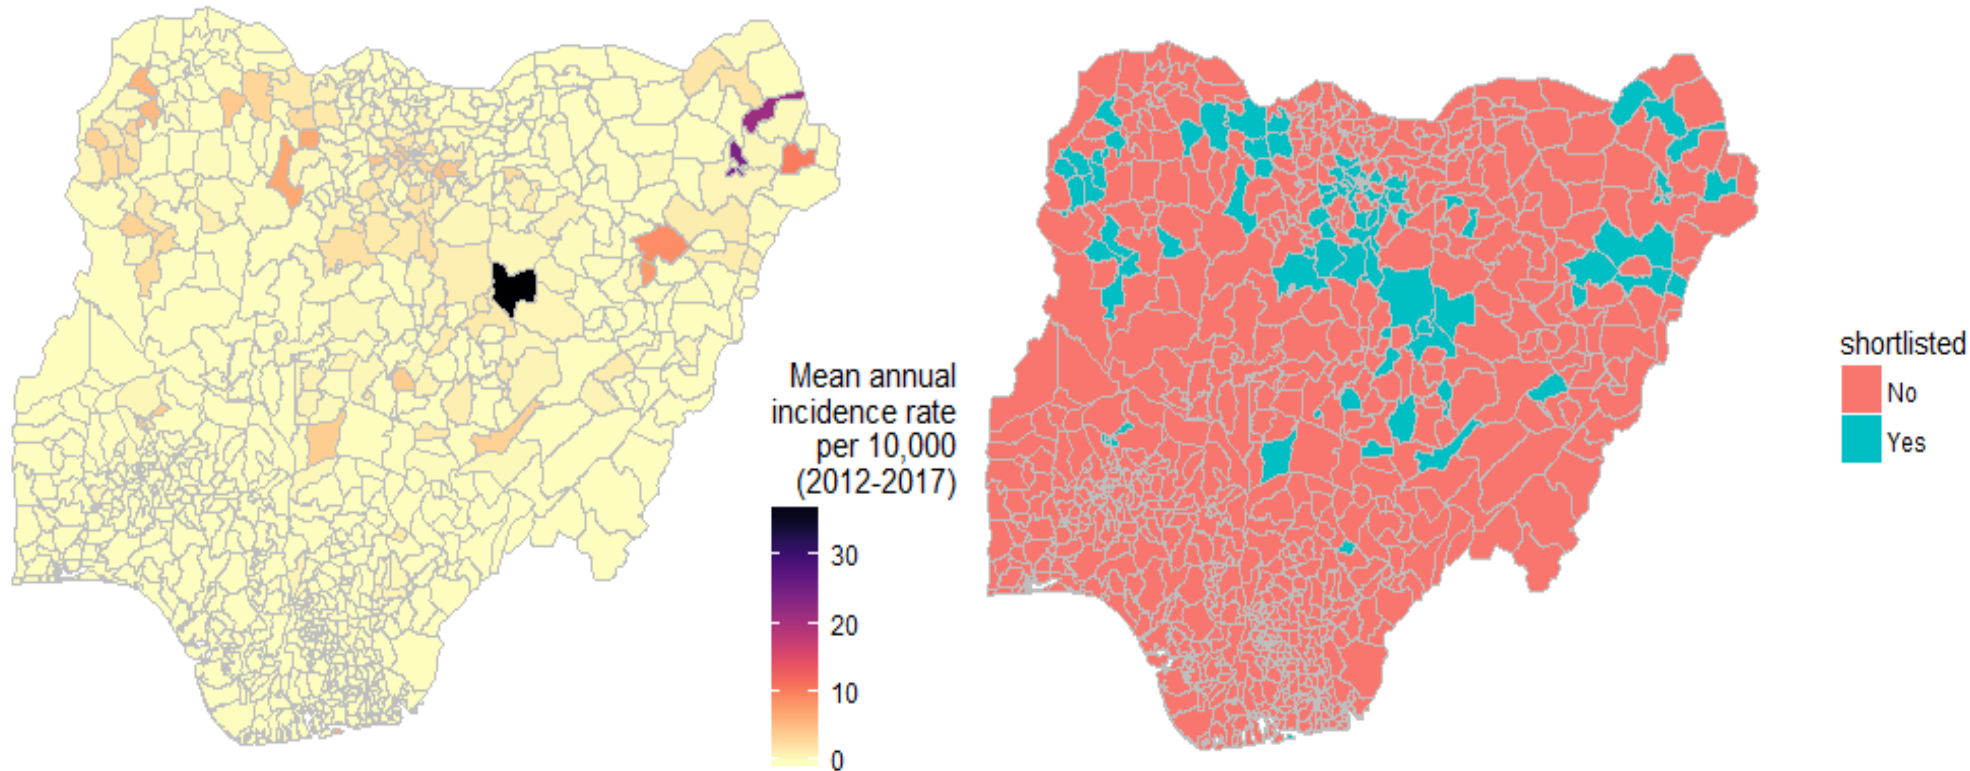 Mean annual
incidence rate
per 10,000
(2012-2017)
30
20
10
0
shortlisted
No
Yes